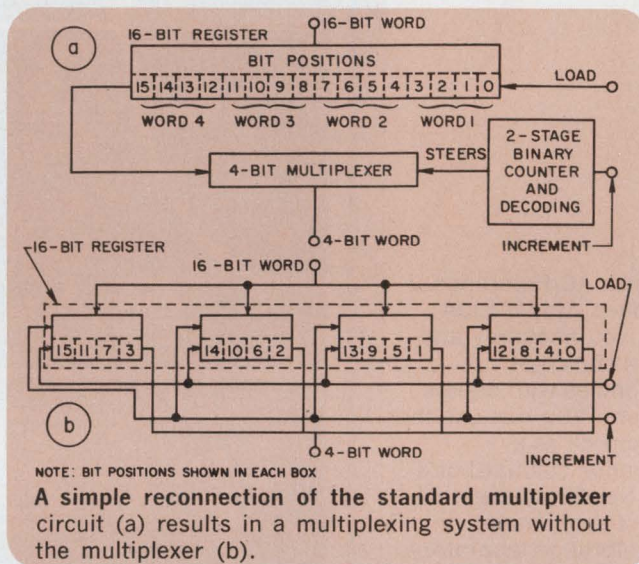 16-BIT WORD
16-BIT REGISTER
a
BIT POSITIONS
LOAD
15 14 13 12 11 10 9 8 7 6 5 4 3 2 1 0
WORD 4 WORD 3 WORD 2 WORD 1
STEERS
2-STAGE
BINARY
COUNTER
AND
DECODING
4-BIT MULTIPLEXER
INCREMENT
4-BIT WORD
16-BIT REGISTER
16-BIT WORD
LOAD
15 11 7 3 14 10 6 2 13 9 5 1 12 8 4 0
b
4-BIT WORD
INCREMENT
NOTE: BIT POSITIONS SHOWN IN EACH BOX
A simple reconnection of the standard multiplexer
circuit (a) results in a multiplexing system without
the multiplexer (b).